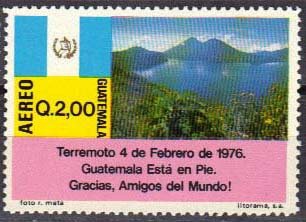 AEREO
Q.2,00
GUATEMALA
Terremoto 4 de Febrero de 1976.
Guatemala Está en Pie.
Gracias, Amigos del Mundo!
foto r. mata
litorama, s.a.